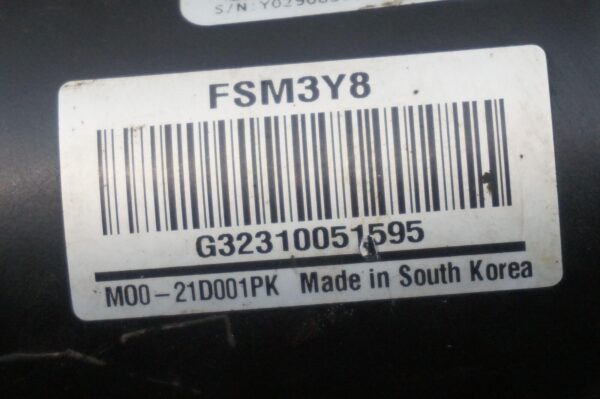 FSM3Y8
G32310051595
M00-21D001PK Made in South Korea